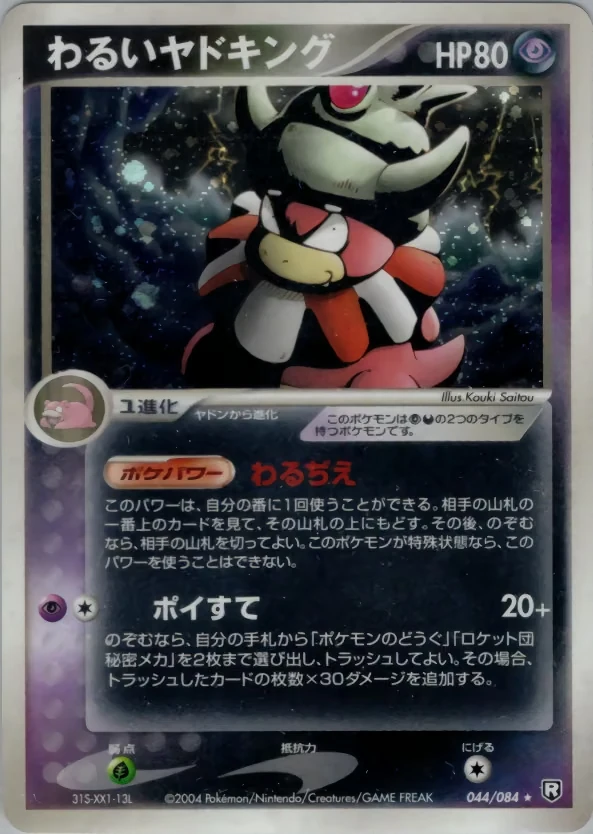 わるいヤドキング HP80
Illus. Kouki Saitou
1進化 ヤドンから進化
このポケモンはと の2つのタイプを
持つポケモンです。
ポケパワー わるぢえ
このパワーは、自分の番に1回使うことができる。相手の山札の
一番上のカードを見て、その山札の上にもどす。その後、のぞむ
なら、相手の山札を切ってよい。このポケモンが特殊状態なら、この
パワーを使うことはできない。
ポイすて 20+
のぞむなら、自分の手札から「ポケモンのどうぐ」「ロケット団
秘密メカ」を2枚まで選び出し、トラッシュしてよい。その場合、
トラッシュしたカードの枚数×30ダメージを追加する。
弱点 抵抗力 にげる
31S-XX1-13L ©2004 Pokémon/Nintendo/Creatures/GAME FREAK 044/084 ★ R